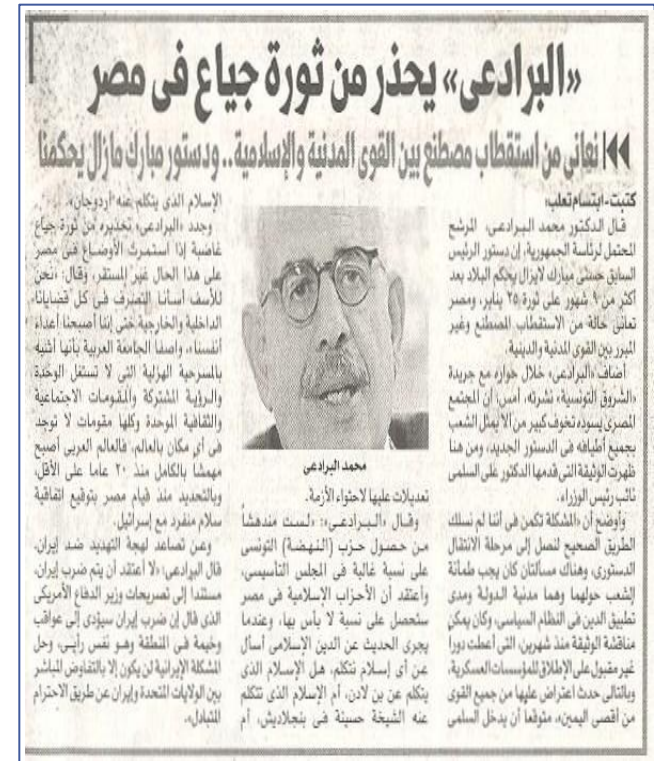 «البرادعى» يحذر من ثورة جياع فى مصر
نعانى من استقطاب مصطنع بين القوى المدنية والإسلامية.. ودستور مبارك مازال يحكمنا
كتبت - ابتسام تعلب:
قال الدكتور محمد البرادعى، المرشح
المحتمل لرئاسة الجمهورية، إن دستور الرئيس
السابق حسنى مبارك لايزال يحكم البلاد بعد
أكثر من ٩ شهور على ثورة ٢٥ يناير، ومصر
تعانى حالة من الاستقطاب المصطنع وغير
المبرر بين القوى المدنية والدينية.
أضاف «البرادعى» خلال حواره مع جريدة
«الشروق التونسية» نشرته، أمس، أن المجتمع
المصرى يسوده تخوف كبير من ألا يمثل الشعب
بجميع أطيافه فى الدستور الجديد، ومن هنا
ظهرت الوثيقة التى قدمها الدكتور على السلمى
نائب رئيس الوزراء.
وأوضح أن «المشكلة تكمن فى أننا لم نسلك
الطريق الصحيح لنصل إلى مرحلة الانتقال
الدستورى، وهناك مسألتان كان يجب طمأنة
الشعب حولهما وهما مدنية الدولة ومدى
تطبيق الدين فى النظام السياسى، وكان يمكن
مناقشة الوثيقة منذ شهرين، التى أعطت دورا
غير مقبول على الإطلاق للمؤسسات العسكرية،
وبالتالى حدث اعتراض عليها من جميع القوى
من أقصى اليمين»، متوقعا أن يدخل السلمى
محمد البرادعى
تعديلات عليها لاحتواء الأزمة.
وقال «البرادعى»: «لست مندهشاً
من حصول حزب (النهضة) التونسى
على نسبة غالبة فى المجلس التأسيسى،
وأعتقد أن الأحزاب الإسلامية فى مصر
ستحصل على نسبة لا بأس بها، وعندما
يجرى الحديث عن الدين الإسلامى أسأل
عن أى إسلام نتكلم، هل الإسلام الذى
يتكلم عن بن لادن، أم الإسلام الذى تتكلم
عنه الشيخة حسينة فى بنجلاديش، أم
الإسلام الذى يتكلم عنه أردوجان».
وجدد «البرادعى» تحذيره من ثورة جياع
غاضبة إذا استمرت الأوضاع فى مصر
على هذا الحال غير المستقر، وقال: «نحن
للأسف أسأنا التصرف فى كل قضايانا
الداخلية والخارجية حتى إننا أصبحنا أعداء
أنفسنا»، واصفا الجامعة العربية بأنها أشبه
بالمسرحية الهزلية التى لا تستغل الوحدة
والرؤية المشتركة والمقومات الاجتماعية
والثقافية الموحدة وكلها مقومات لا توجد
فى أى مكان بالعالم، فالعالم العربى أصبح
مهمشا بالكامل منذ ٢٠ عاما على الأقل،
وبالتحديد منذ قيام مصر بتوقيع اتفاقية
سلام منفرد مع إسرائيل.
وعن تصاعد لهجة التهديد ضد إيران،
قال البرادعى: «لا أعتقد أن يتم ضرب إيران،
مستندا إلى تصريحات وزير الدفاع الأمريكى
الذى قال إن ضرب إيران سيؤدى إلى عواقب
وخيمة فى المنطقة وهو نفس رأيى، وحل
المشكلة الإيرانية لن يكون إلا بالتفاوض المباشر
بين الولايات المتحدة وإيران عن طريق الاحترام
المتبادل».